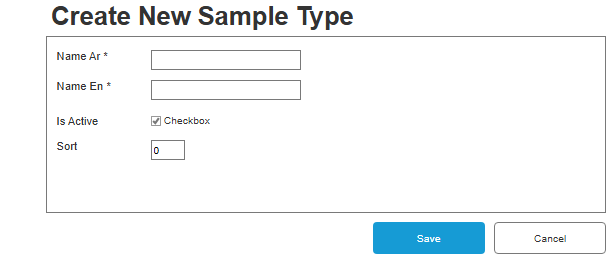 Create New Sample Type
Name Ar *
Name En *
Is Active Checkbox
Sort 0
Save Cancel